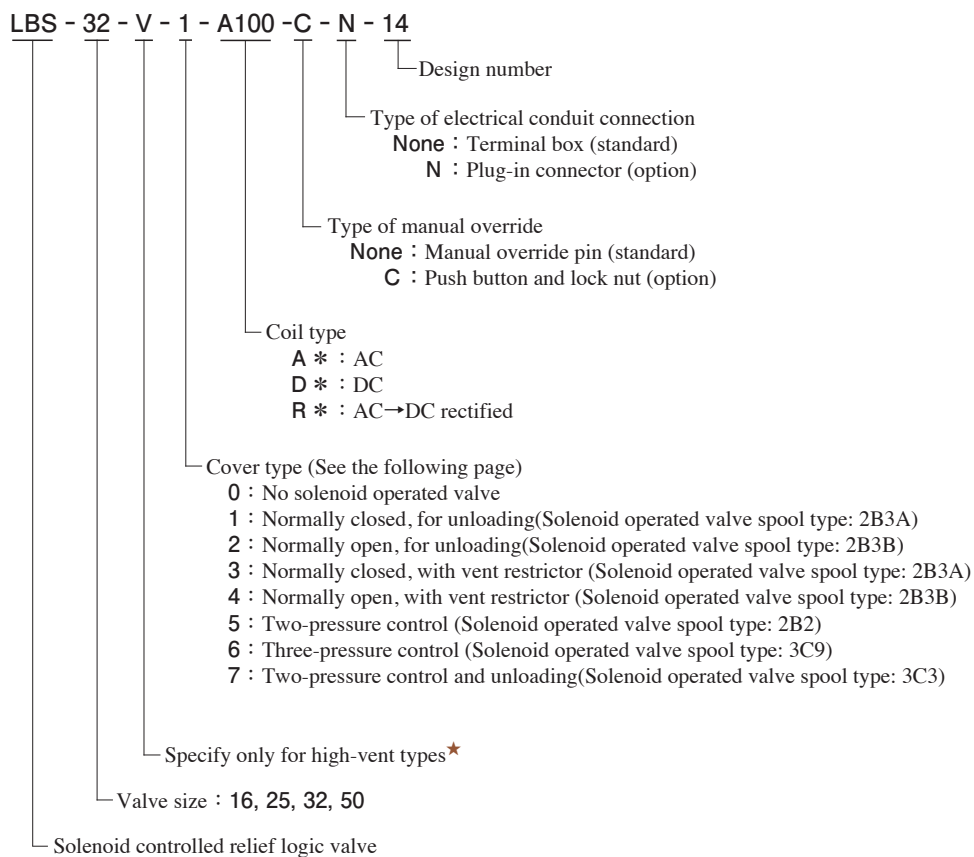 LBS - 32 - V - 1 - A100 -C - N - 14
Design number
Type of electrical conduit connection
None : Terminal box (standard)
N : Plug-in connector (option)
Type of manual override
None : Manual override pin (standard)
C : Push button and lock nut (option)
Coil type
A * : AC
D * : DC
R * : AC→DC rectified
Cover type (See the following page)
0 : No solenoid operated valve
1 : Normally closed, for unloading(Solenoid operated valve spool type: 2B3A)
2 : Normally open, for unloading(Solenoid operated valve spool type: 2B3B)
3 : Normally closed, with vent restrictor (Solenoid operated valve spool type: 2B3A)
4 : Normally open, with vent restrictor (Solenoid operated valve spool type: 2B3B)
5 : Two-pressure control (Solenoid operated valve spool type: 2B2)
6 : Three-pressure control (Solenoid operated valve spool type: 3C9)
7 : Two-pressure control and unloading(Solenoid operated valve spool type: 3C3)
Specify only for high-vent types★
Valve size : 16, 25, 32, 50
Solenoid controlled relief logic valve